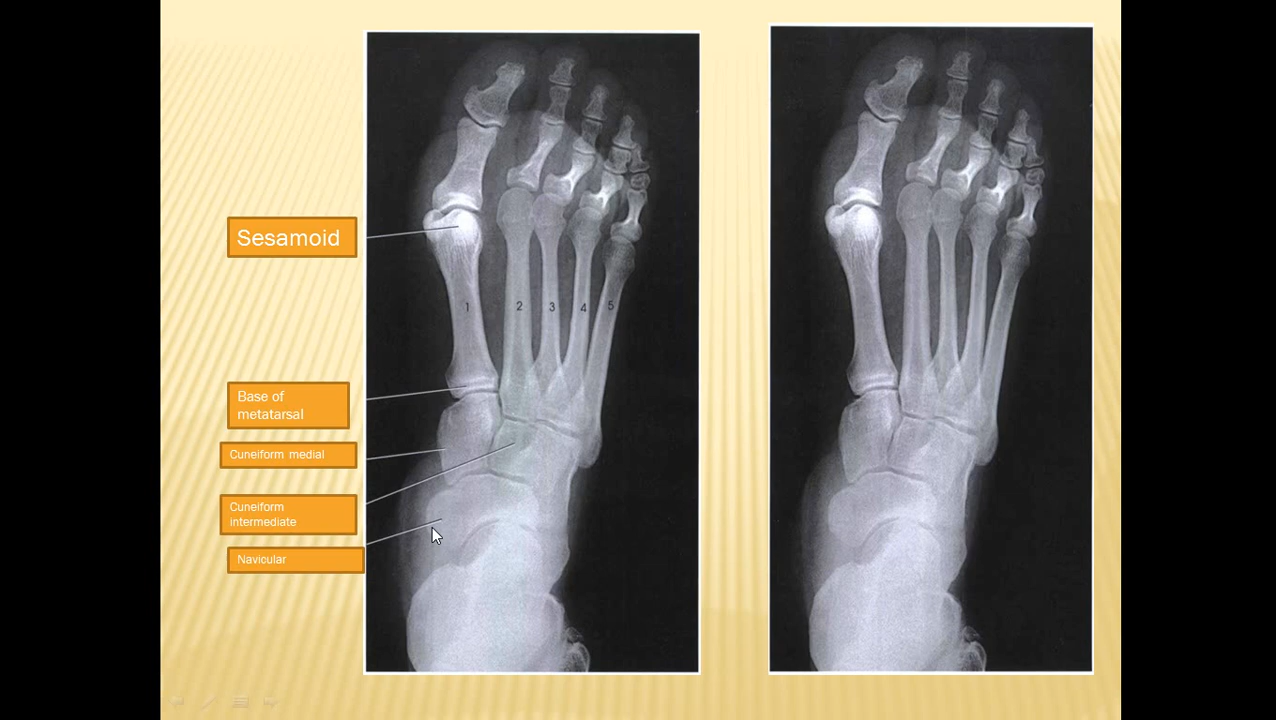 Sesamoid
1 2 3 4 5
Base of
metatarsal
Cuneiform medial
Cuneiform
intermediate
Navicular